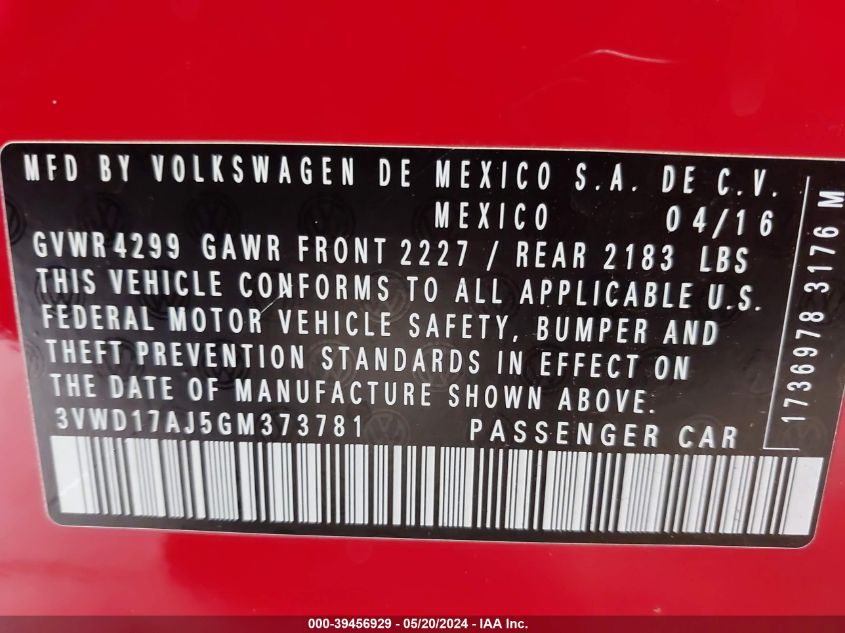 MFD BY VOLKSWAGEN DE MEXICO S.A. DE C.V.
MEXICO 04/16
GVWR 4299 GAWR FRONT 2227 / REAR 2183 LBS
THIS VEHICLE CONFORMS TO ALL APPLICABLE U.S.
FEDERAL MOTOR VEHICLE SAFETY, BUMPER AND
THEFT PREVENTION STANDARDS IN EFFECT ON
THE DATE OF MANUFACTURE SHOWN ABOVE.
3VWD17AJ5GM373781 PASSENGER CAR
1736978 3176 M
000-39456929 - 05/20/2024 - IAA Inc.